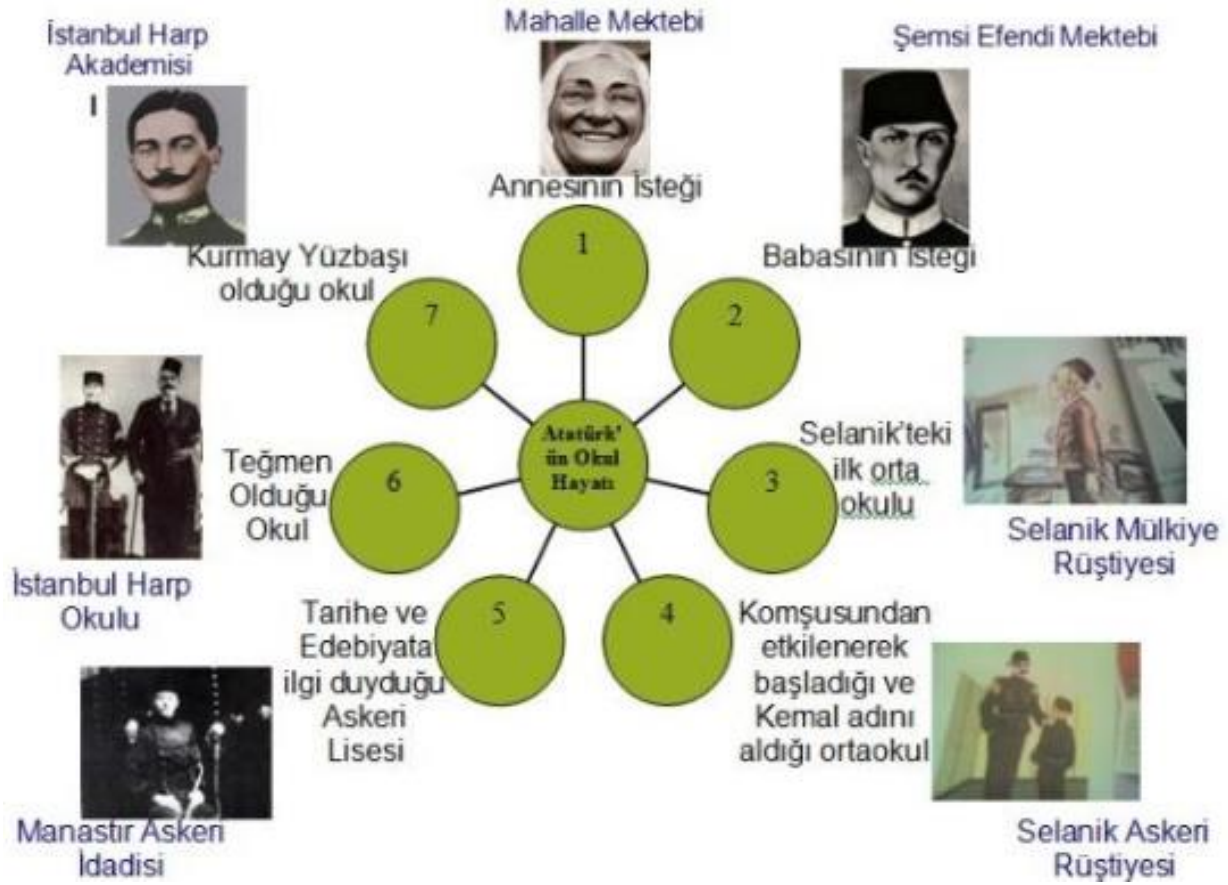 Mahalle Mektebi
Annesinin İsteği
1
Şemsi Efendi Mektebi
Babasının İsteği
2
Selanik'teki
ilk orta
okulu
3
Selanik Mülkiye
Rüştiyesi
4
Komşusundan
etkilenerek
başladığı ve
Kemal adını
aldığı ortaokul
Selanik Askeri
Rüştiyesi
5
Tarihe ve
Edebiyata
ilgi duyduğu
Askeri
Lisesi
Manastır Askeri
İdadisi
6
Teğmen
Olduğu
Okul
İstanbul Harp
Okulu
7
Kurmay Yüzbaşı
olduğu okul
İstanbul Harp
Akademisi
I
Atatürk'
ün Okul
Hayatı